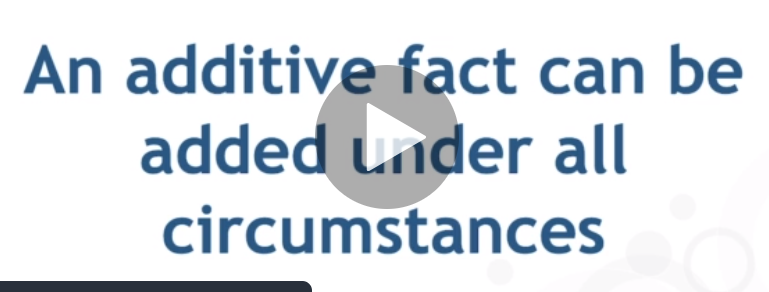 An additive fact can be
added under all
circumstances